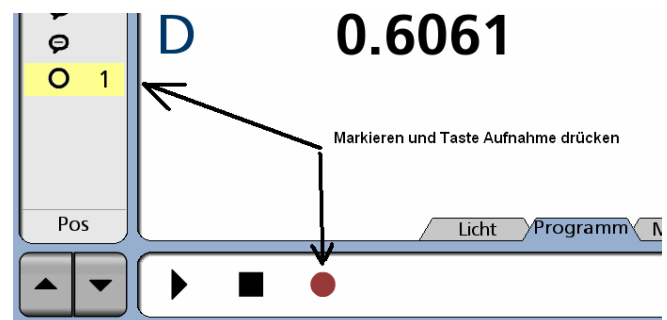 D 0.6061
1
Markieren und Taste Aufnahme drücken
Pos
Licht Programm M